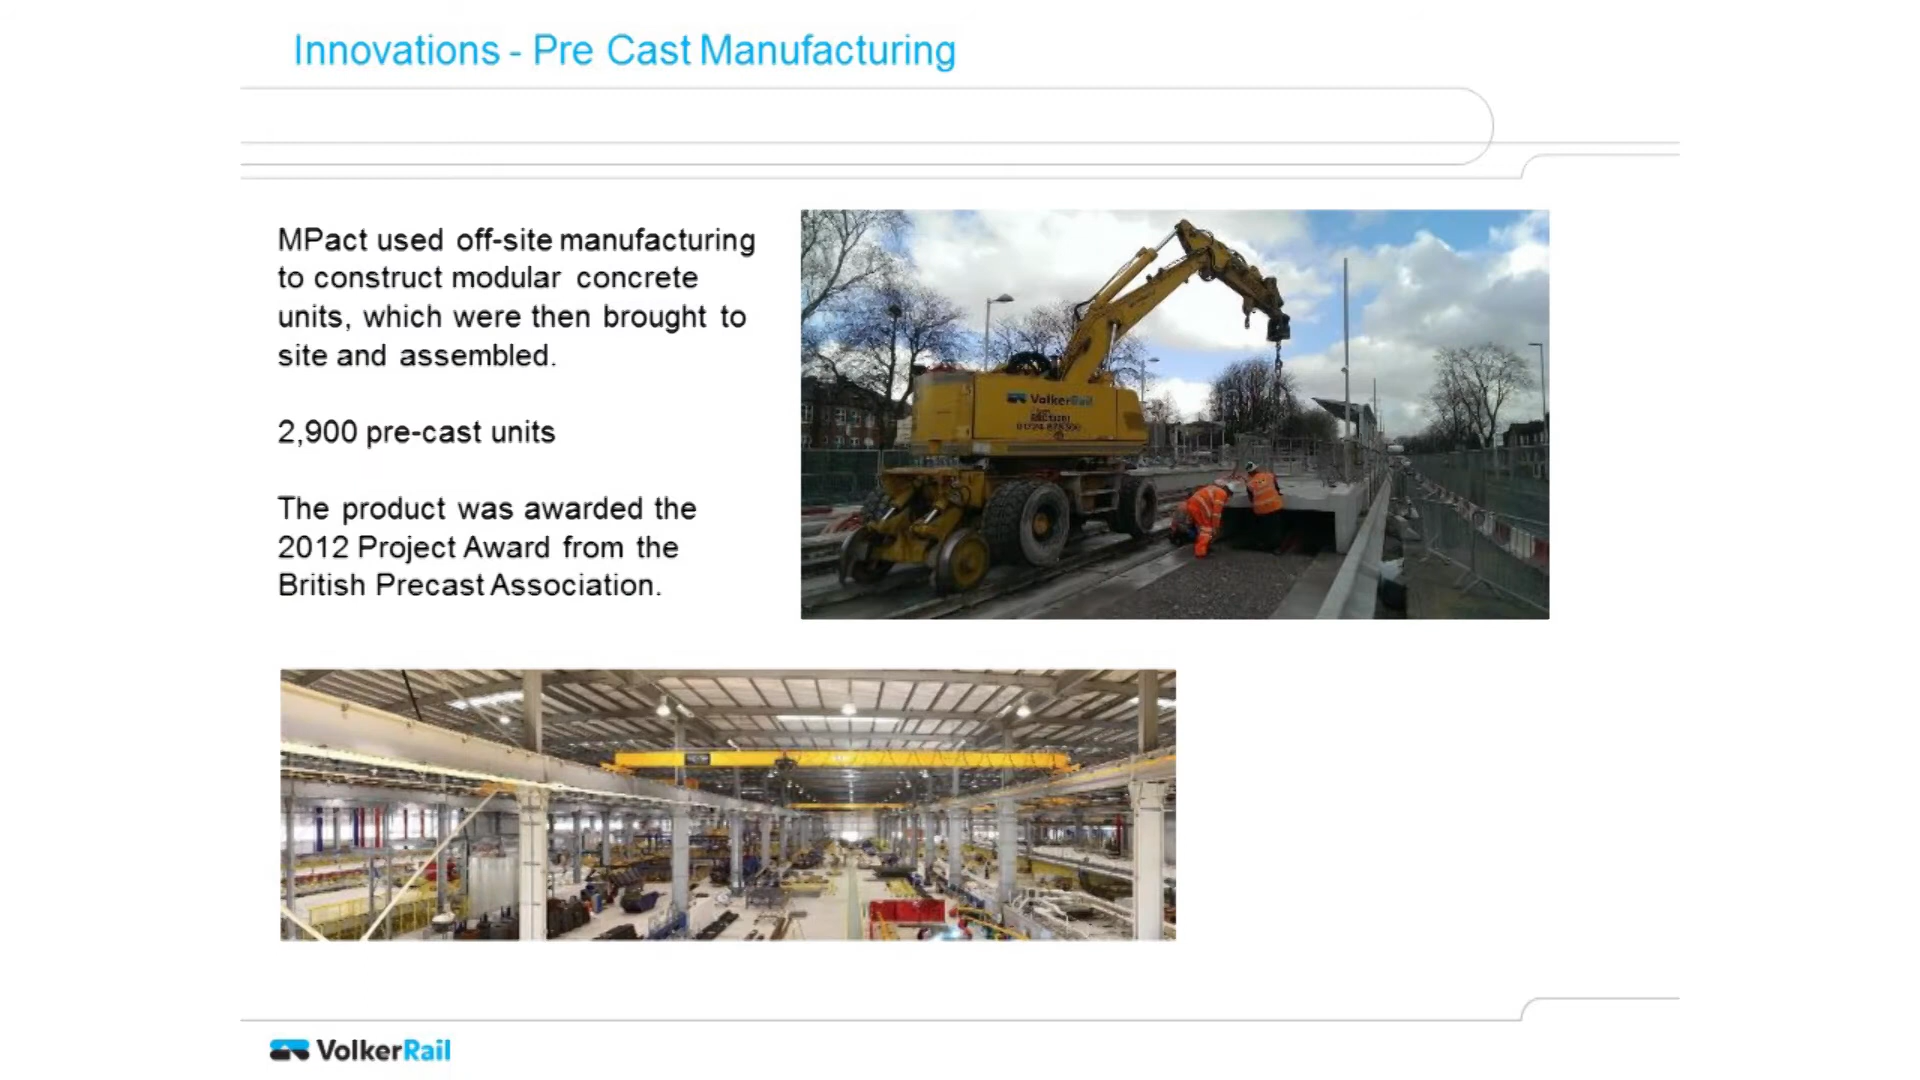 Innovations - Pre Cast Manufacturing
MPact used off-site manufacturing
to construct modular concrete
units, which were then brought to
site and assembled.
2,900 pre-cast units
The product was awarded the
2012 Project Award from the
British Precast Association.
VolkerRail
VolkerRail